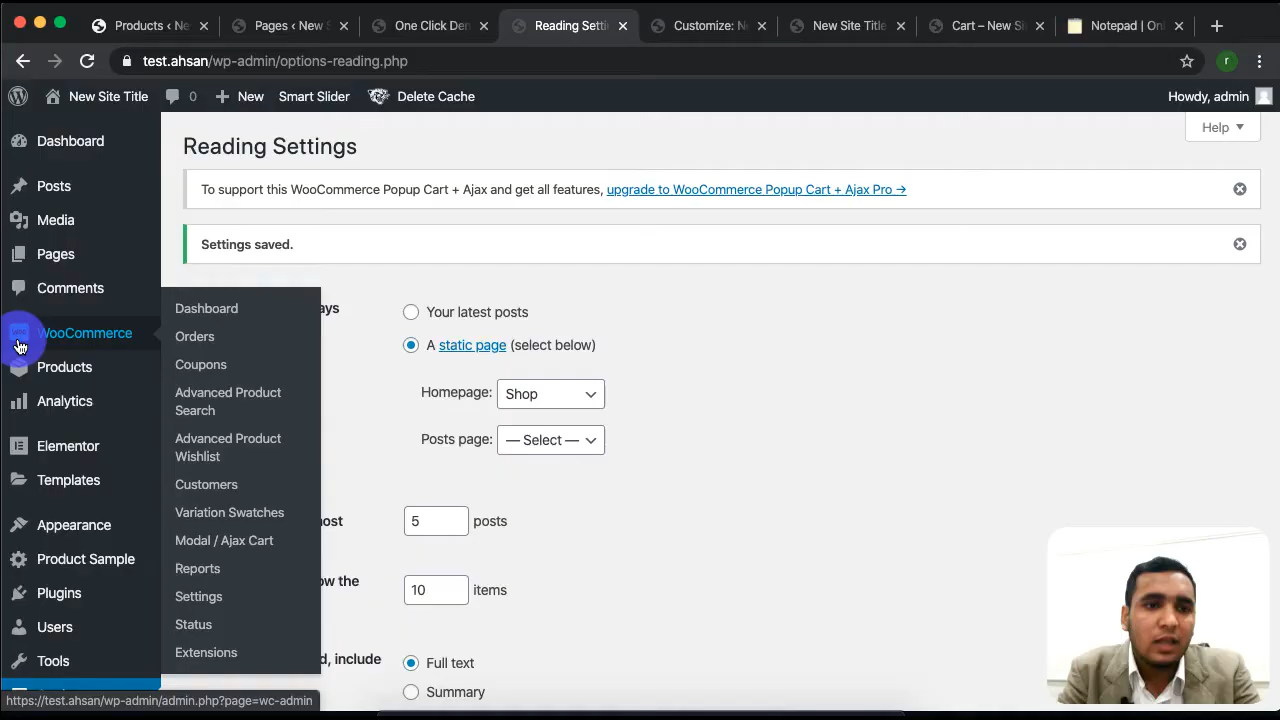 Products < Ne
Pages < New S
One Click Den
Reading Setti
Customize: N
New Site Title
Cart – New Si
Notepad | Onl
test.ahsan/wp-admin/options-reading.php
r
New Site Title
0
New
Smart Slider
Delete Cache
Howdy, admin
Dashboard
Posts
Media
Pages
Comments
WooCommerce
Products
Analytics
Elementor
Templates
Appearance
Product Sample
Plugins
Users
Tools
Dashboard
Orders
Coupons
Advanced Product
Search
Advanced Product
Wishlist
Customers
Variation Swatches
Modal / Ajax Cart
Reports
Settings
Status
Extensions
Help
Reading Settings
To support this WooCommerce Popup Cart + Ajax and get all features, upgrade to WooCommerce Popup Cart + Ajax Pro →
Settings saved.
ays
Your latest posts
A static page (select below)
Homepage: Shop
Posts page: — Select —
ost
5 posts
ow the
10 items
d, include
Full text
Summary
https://test.ahsan/wp-admin/admin.php?page=wc-admin